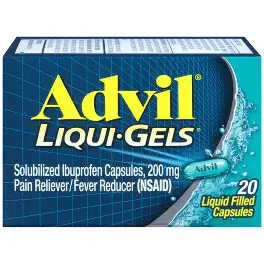 Advil®
LIQUI•GELS®
Solubilized Ibuprofen Capsules, 200 mg
Pain Reliever/Fever Reducer (NSAID)
Advil
20
Liquid Filled
Capsules